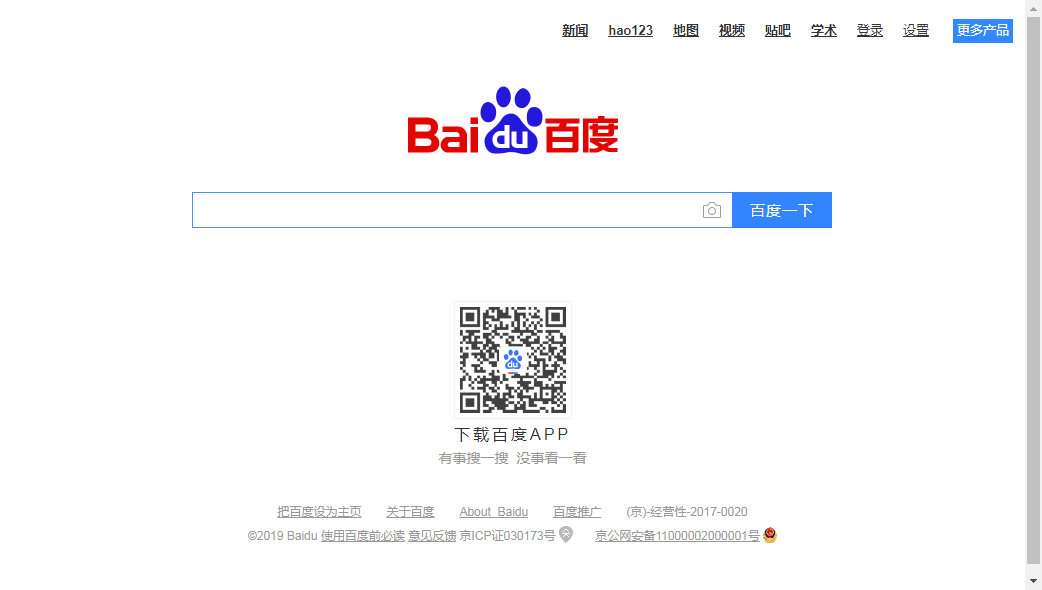 新闻 hao123 地图 视频 贴吧 学术 登录 设置 更多产品
Baidu百度
百度一下
du
下载百度APP
有事搜一搜 没事看一看
把百度设为主页 关于百度 About Baidu 百度推广 (京)-经营性-2017-0020
©2019 Baidu 使用百度前必读 意见反馈 京ICP证030173号 京公网安备11000002000001号